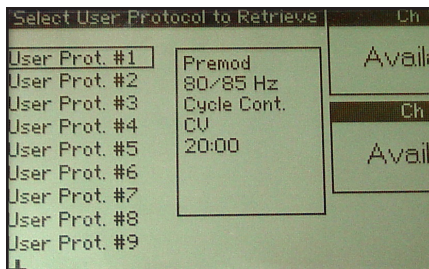 Select User Protocol to Retrieve
User Prot. #1
User Prot. #2
User Prot. #3
User Prot. #4
User Prot. #5
User Prot. #6
User Prot. #7
User Prot. #8
User Prot. #9
Premod
80/85 Hz
Cycle Cont.
CV
20:00
Ch
Avail
Ch
Avail